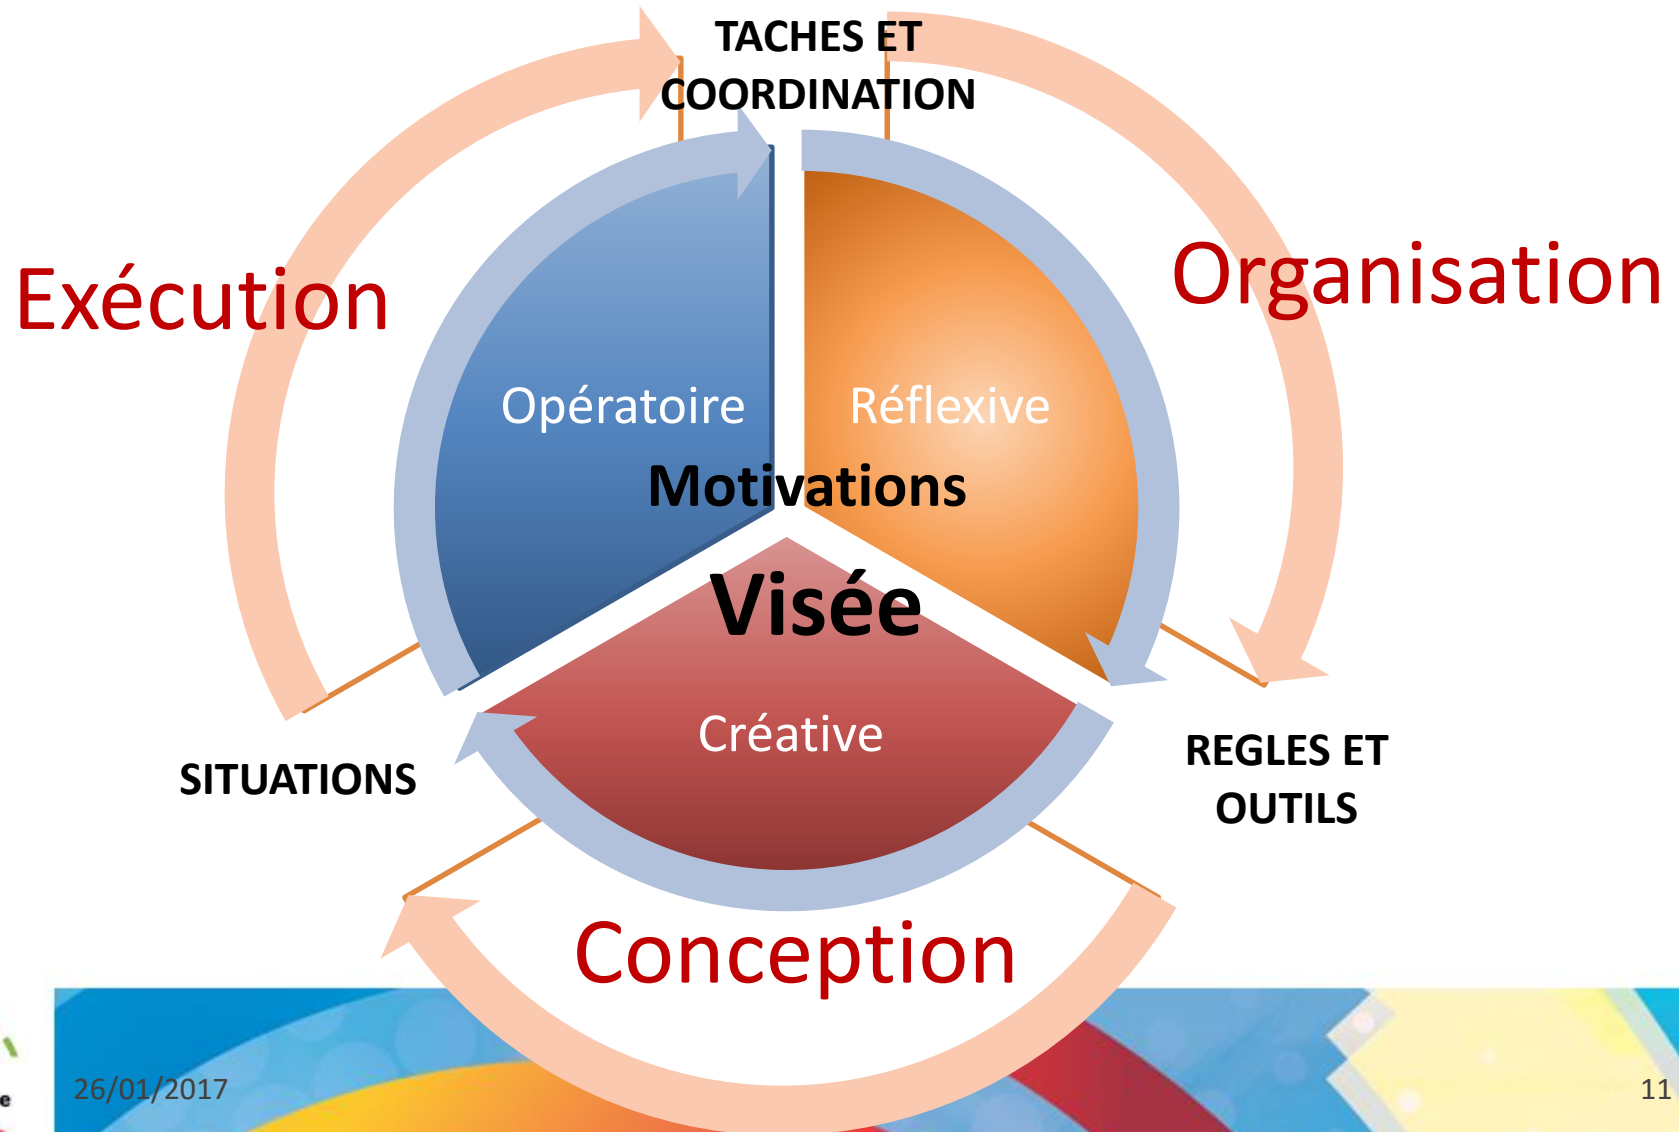 TACHES ET
COORDINATION
Exécution
Organisation
Opératoire
Réflexive
Motivations
Visée
Créative
SITUATIONS
REGLES ET
OUTILS
Conception
26/01/2017
11
e